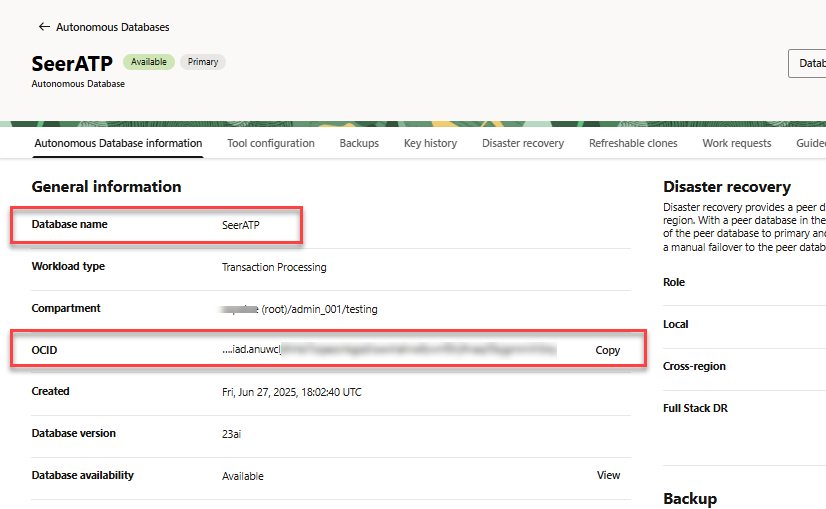 ← Autonomous Databases
SeerATP Available Primary
Autonomous Database
Datab
Autonomous Database information Tool configuration Backups Key history Disaster recovery Refreshable clones Work requests Guide
General information
Database name SeerATP
Workload type Transaction Processing
Compartment (root)/admin_001/testing
OCID ....iad.anuwcl Copy
Created Fri, Jun 27, 2025, 18:02:40 UTC
Database version 23ai
Database availability Available View
Disaster recovery
Disaster recovery provides a peer d
region. With a peer database in the
of the peer database to primary and
a manual failover to the peer datab
Role
Local
Cross-region
Full Stack DR
Backup